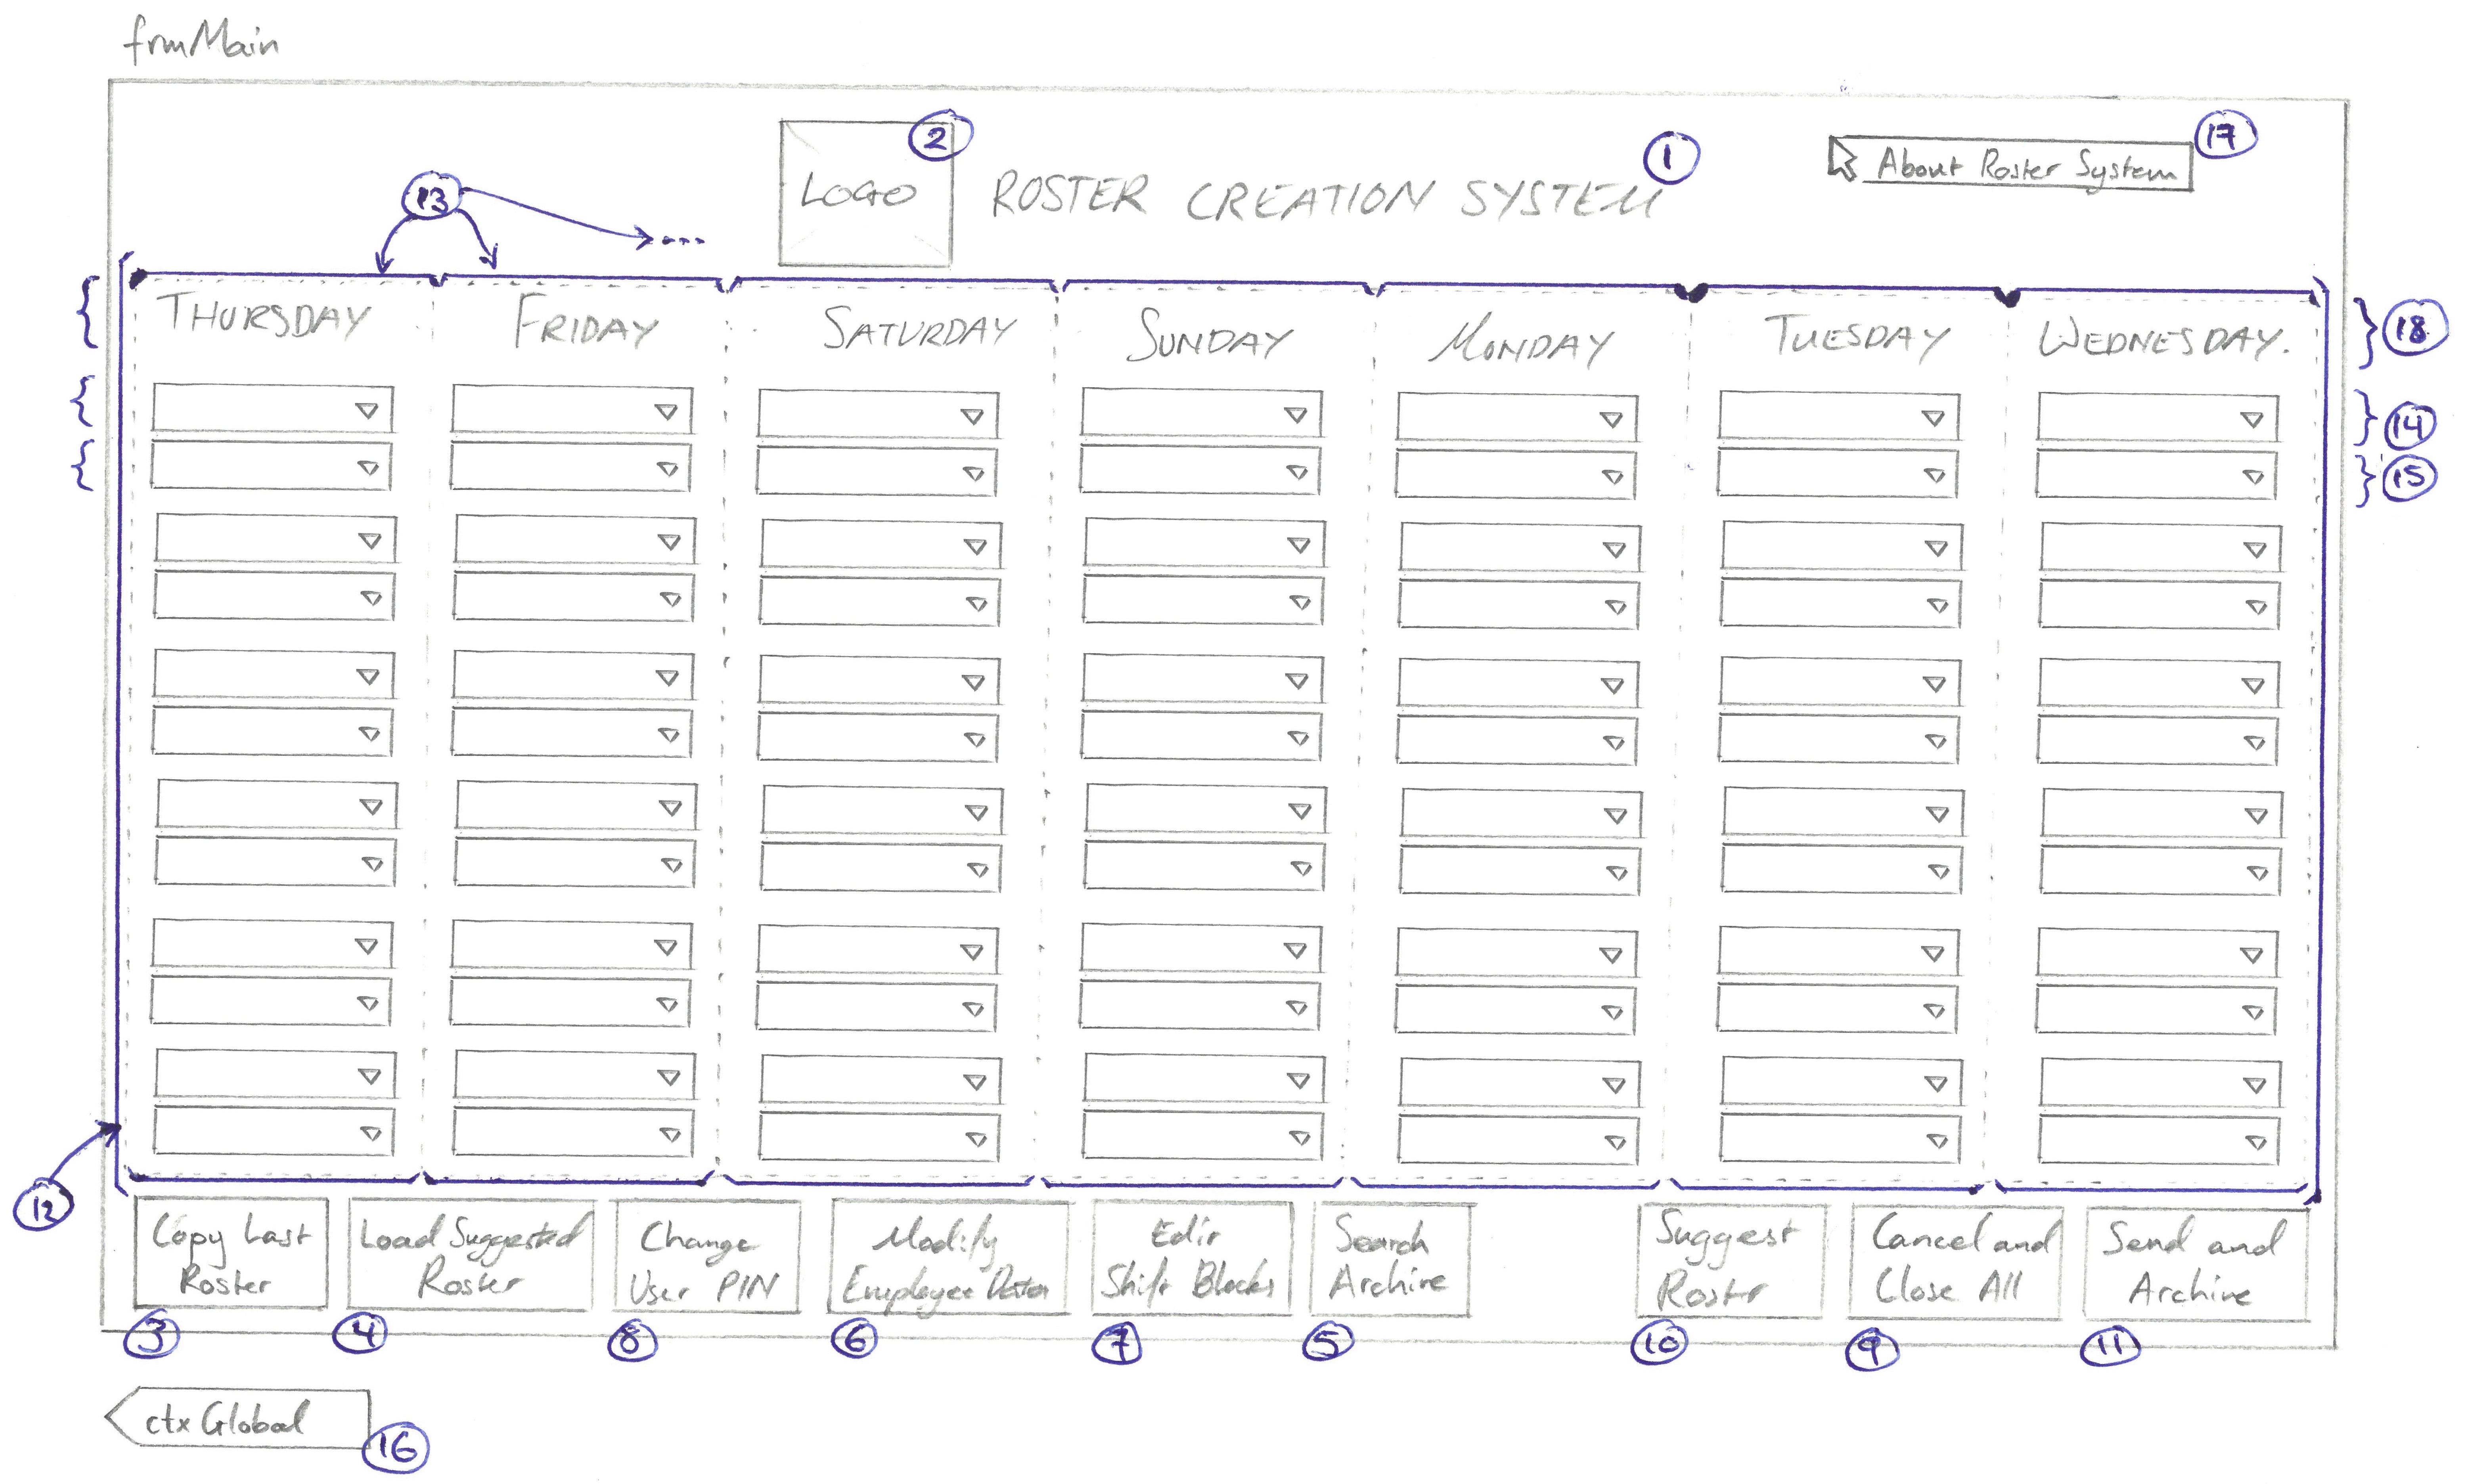 frmMain
2
17
1
13
LOGO
ROSTER CREATION SYSTEM
About Roster System
THURSDAY
FRIDAY
SATURDAY
SUNDAY
MONDAY
TUESDAY
WEDNESDAY.
18
14
15
12
Copy Last
Roster
Load Suggested
Roster
Change
User PIN
Modify
Employee Data
Edit
Shift Blocks
Search
Archive
Suggest
Roster
Cancel and
Close All
Send and
Archive
3
4
8
6
7
5
10
9
11
ctxGlobal
16